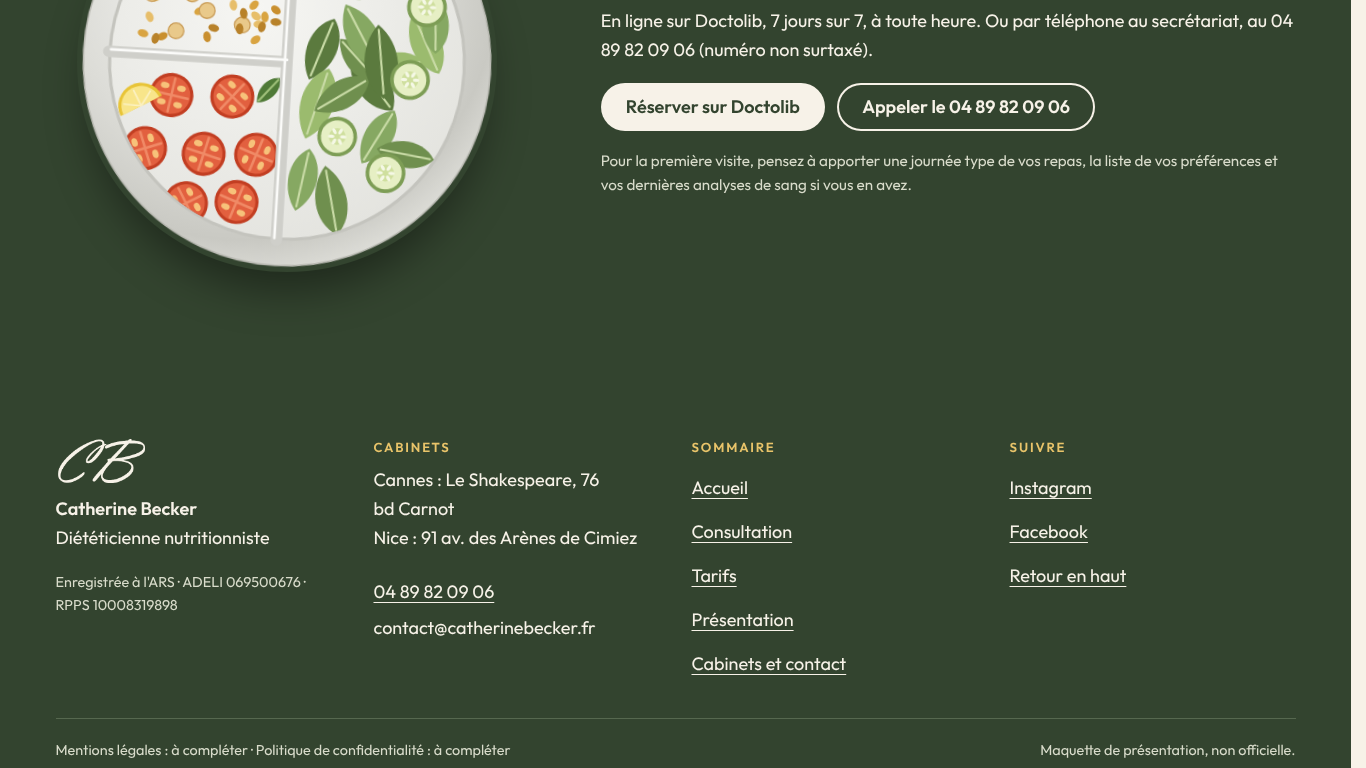 En ligne sur Doctolib, 7 jours sur 7, à toute heure. Ou par téléphone au secrétariat, au 04
89 82 09 06 (numéro non surtaxé).
Réserver sur Doctolib
Appeler le 04 89 82 09 06
Pour la première visite, pensez à apporter une journée type de vos repas, la liste de vos préférences et
vos dernières analyses de sang si vous en avez.
CB
Catherine Becker
Diététicienne nutritionniste
Enregistrée à l'ARS · ADELI 069500676 ·
RPPS 10008319898
CABINETS
Cannes : Le Shakespeare, 76
bd Carnot
Nice : 91 av. des Arènes de Cimiez
04 89 82 09 06
contact@catherinebecker.fr
SOMMAIRE
Accueil
Consultation
Tarifs
Présentation
Cabinets et contact
SUIVRE
Instagram
Facebook
Retour en haut
Mentions légales : à compléter · Politique de confidentialité : à compléter
Maquette de présentation, non officielle.